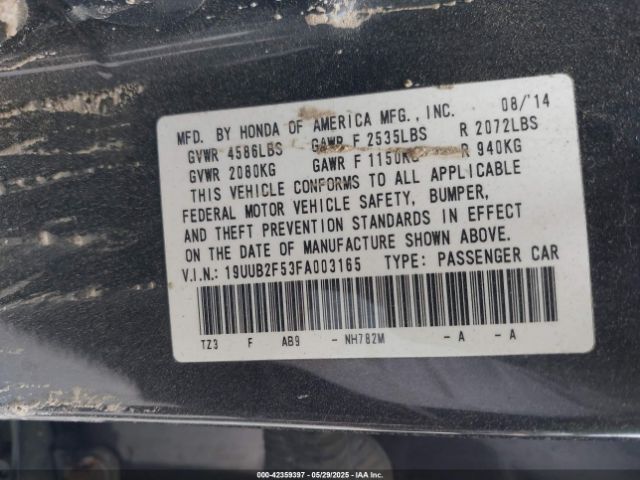 MFD. BY HONDA OF AMERICA MFG., INC. 08/'14
GVWR 4586LBS GAWR F 2535LBS R 2072LBS
GVWR 2080KG GAWR F 1150KG R 940KG
THIS VEHICLE CONFORMS TO ALL APPLICABLE
FEDERAL MOTOR VEHICLE SAFETY, BUMPER,
AND THEFT PREVENTION STANDARDS IN EFFECT
ON THE DATE OF MANUFACTURE SHOWN ABOVE.
V.I.N.: 19UUB2F53FA003165 TYPE: PASSENGER CAR
TZ3 F AB9 - NH782M - A - A
000-42359397 05/29/2025 IAA Inc.